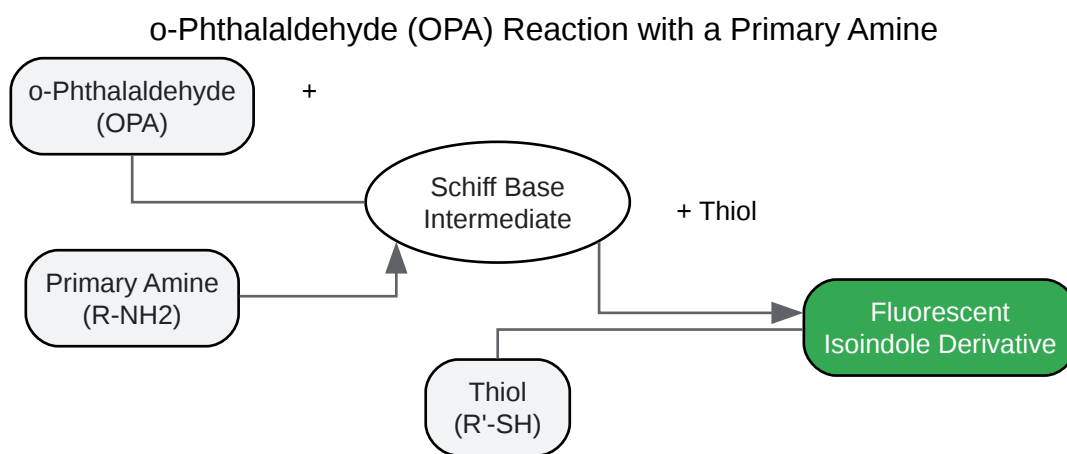 o-Phthalaldehyde (OPA) Reaction with a Primary Amine
o-Phthalaldehyde
(OPA)
+
Schiff Base
Intermediate
+ Thiol
Primary Amine
(R-NH2)
Fluorescent
Isoindole Derivative
Thiol
(R'-SH)